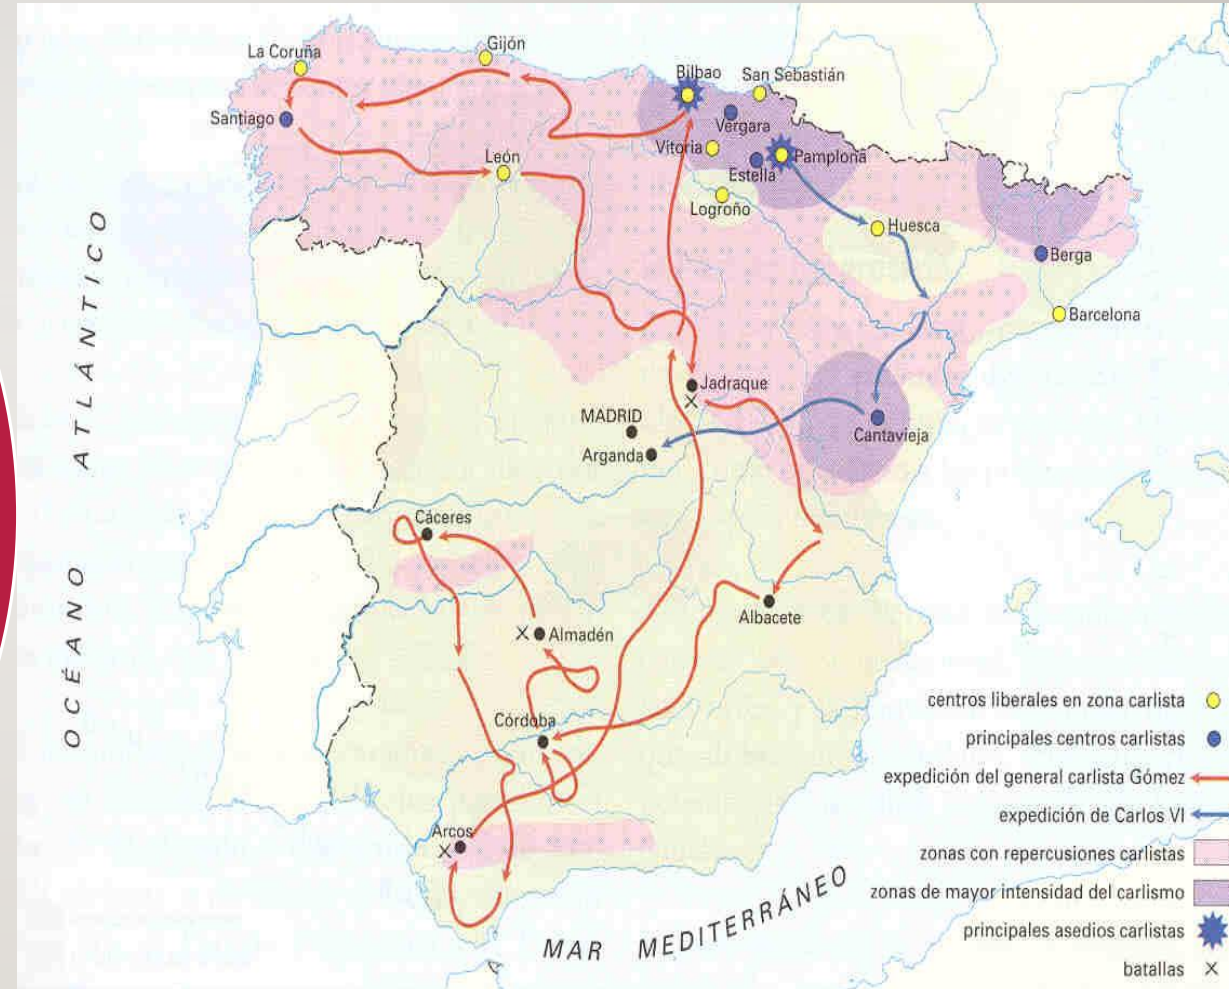 La Coruña
Gijón
Bilbao
San Sebastián
Santiago
Vergara
Vitoria
Pamplona
León
Estella
Logroño
Huesca
Berga
Barcelona
OCÉANO ATLÁNTICO
Jadraque
MADRID
Arganda
Cantavieja
Cáceres
Albacete
Almadén
Córdoba
Arcos
MAR MEDITERRÁNEO
centros liberales en zona carlista
principales centros carlistas
expedición del general carlista Gómez
expedición de Carlos VI
zonas con repercusiones carlistas
zonas de mayor intensidad del carlismo
principales asedios carlistas
batallas